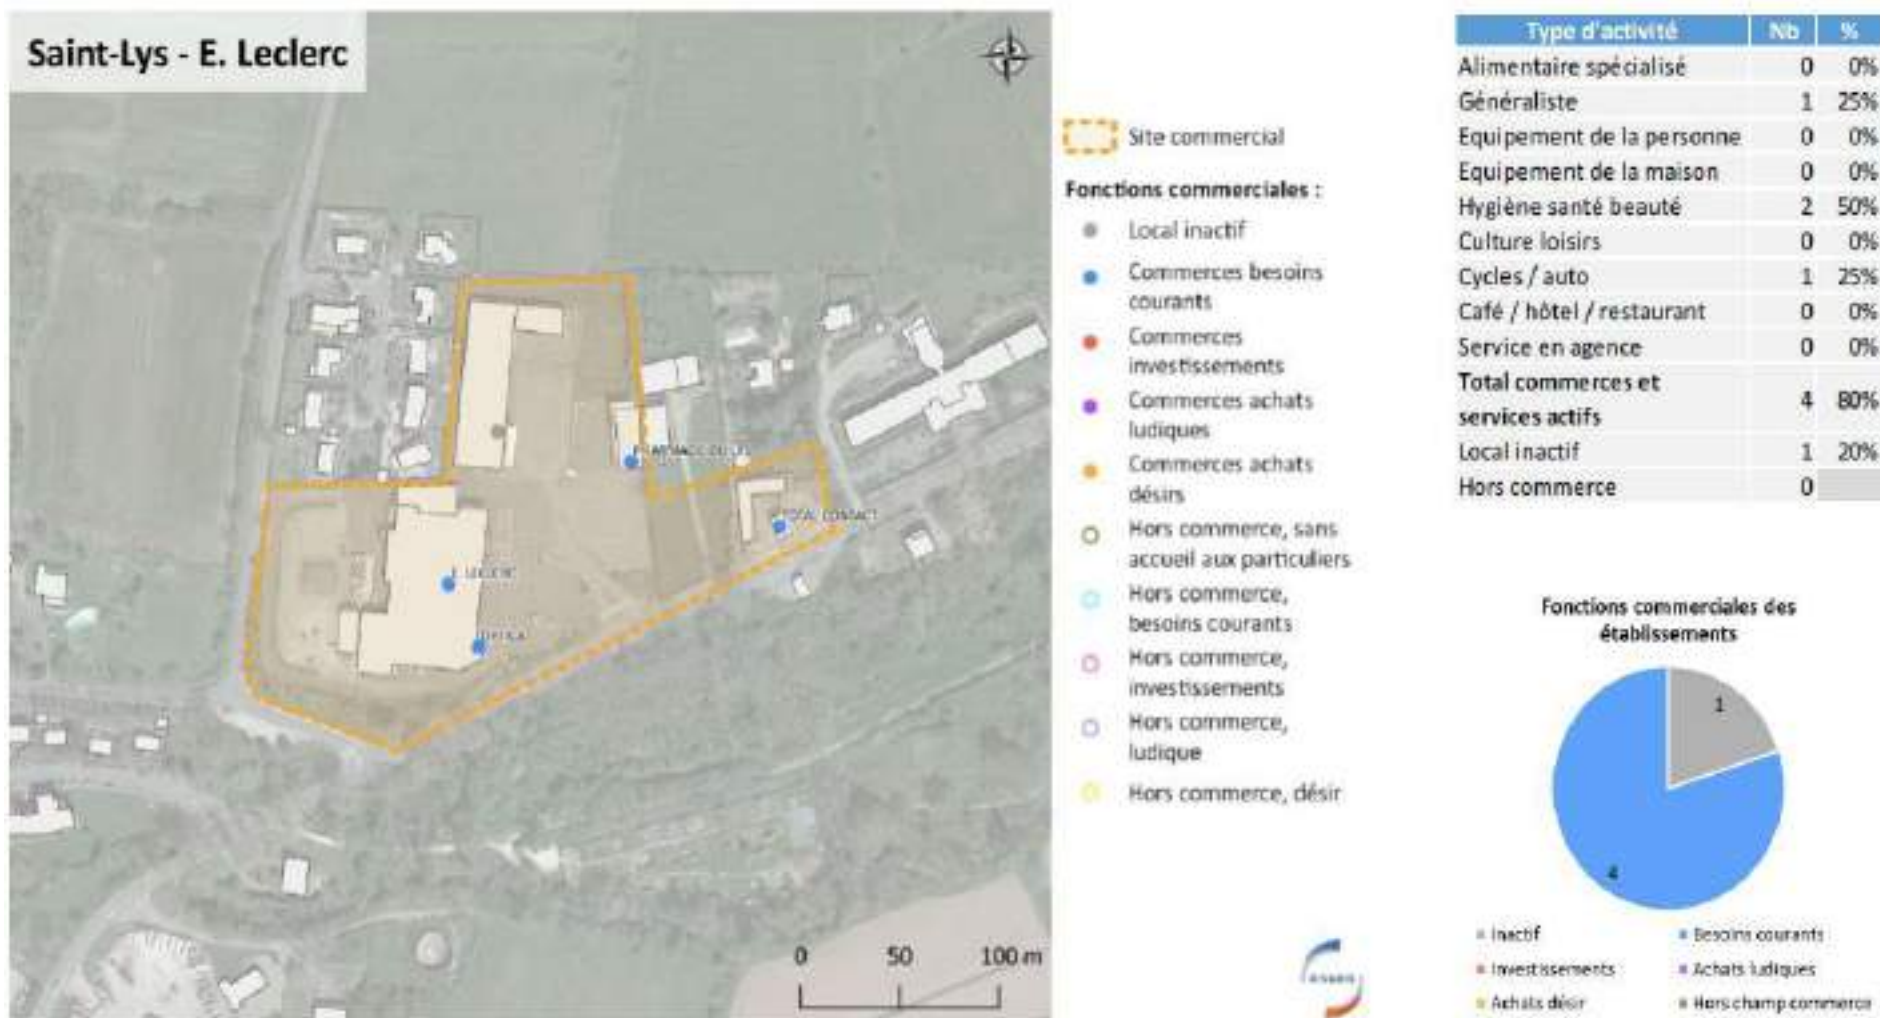 Saint-Lys - E. Leclerc
E. LECLERC
TOTAL CONTACT
0 50 100 m
Site commercial
Fonctions commerciales :
Local inactif
Commerces besoins
courants
Commerces
investissements
Commerces achats
ludiques
Commerces achats
désirs
Hors commerce, sans
accueil aux particuliers
Hors commerce,
besoins courants
Hors commerce,
investissements
Hors commerce,
ludique
Hors commerce, désir
Type d'activité Nb %
Alimentaire spécialisé 0 0%
Généraliste 1 25%
Equipement de la personne 0 0%
Equipement de la maison 0 0%
Hygiène santé beauté 2 50%
Culture loisirs 0 0%
Cycles / auto 1 25%
Café / hôtel / restaurant 0 0%
Service en agence 0 0%
Total commerces et
services actifs 4 80%
Local inactif 1 20%
Hors commerce 0
Fonctions commerciales des
établissements
1
4
Inactif
Besoins courants
Investissements
Achats ludiques
Achats désir
Hors champ commerce